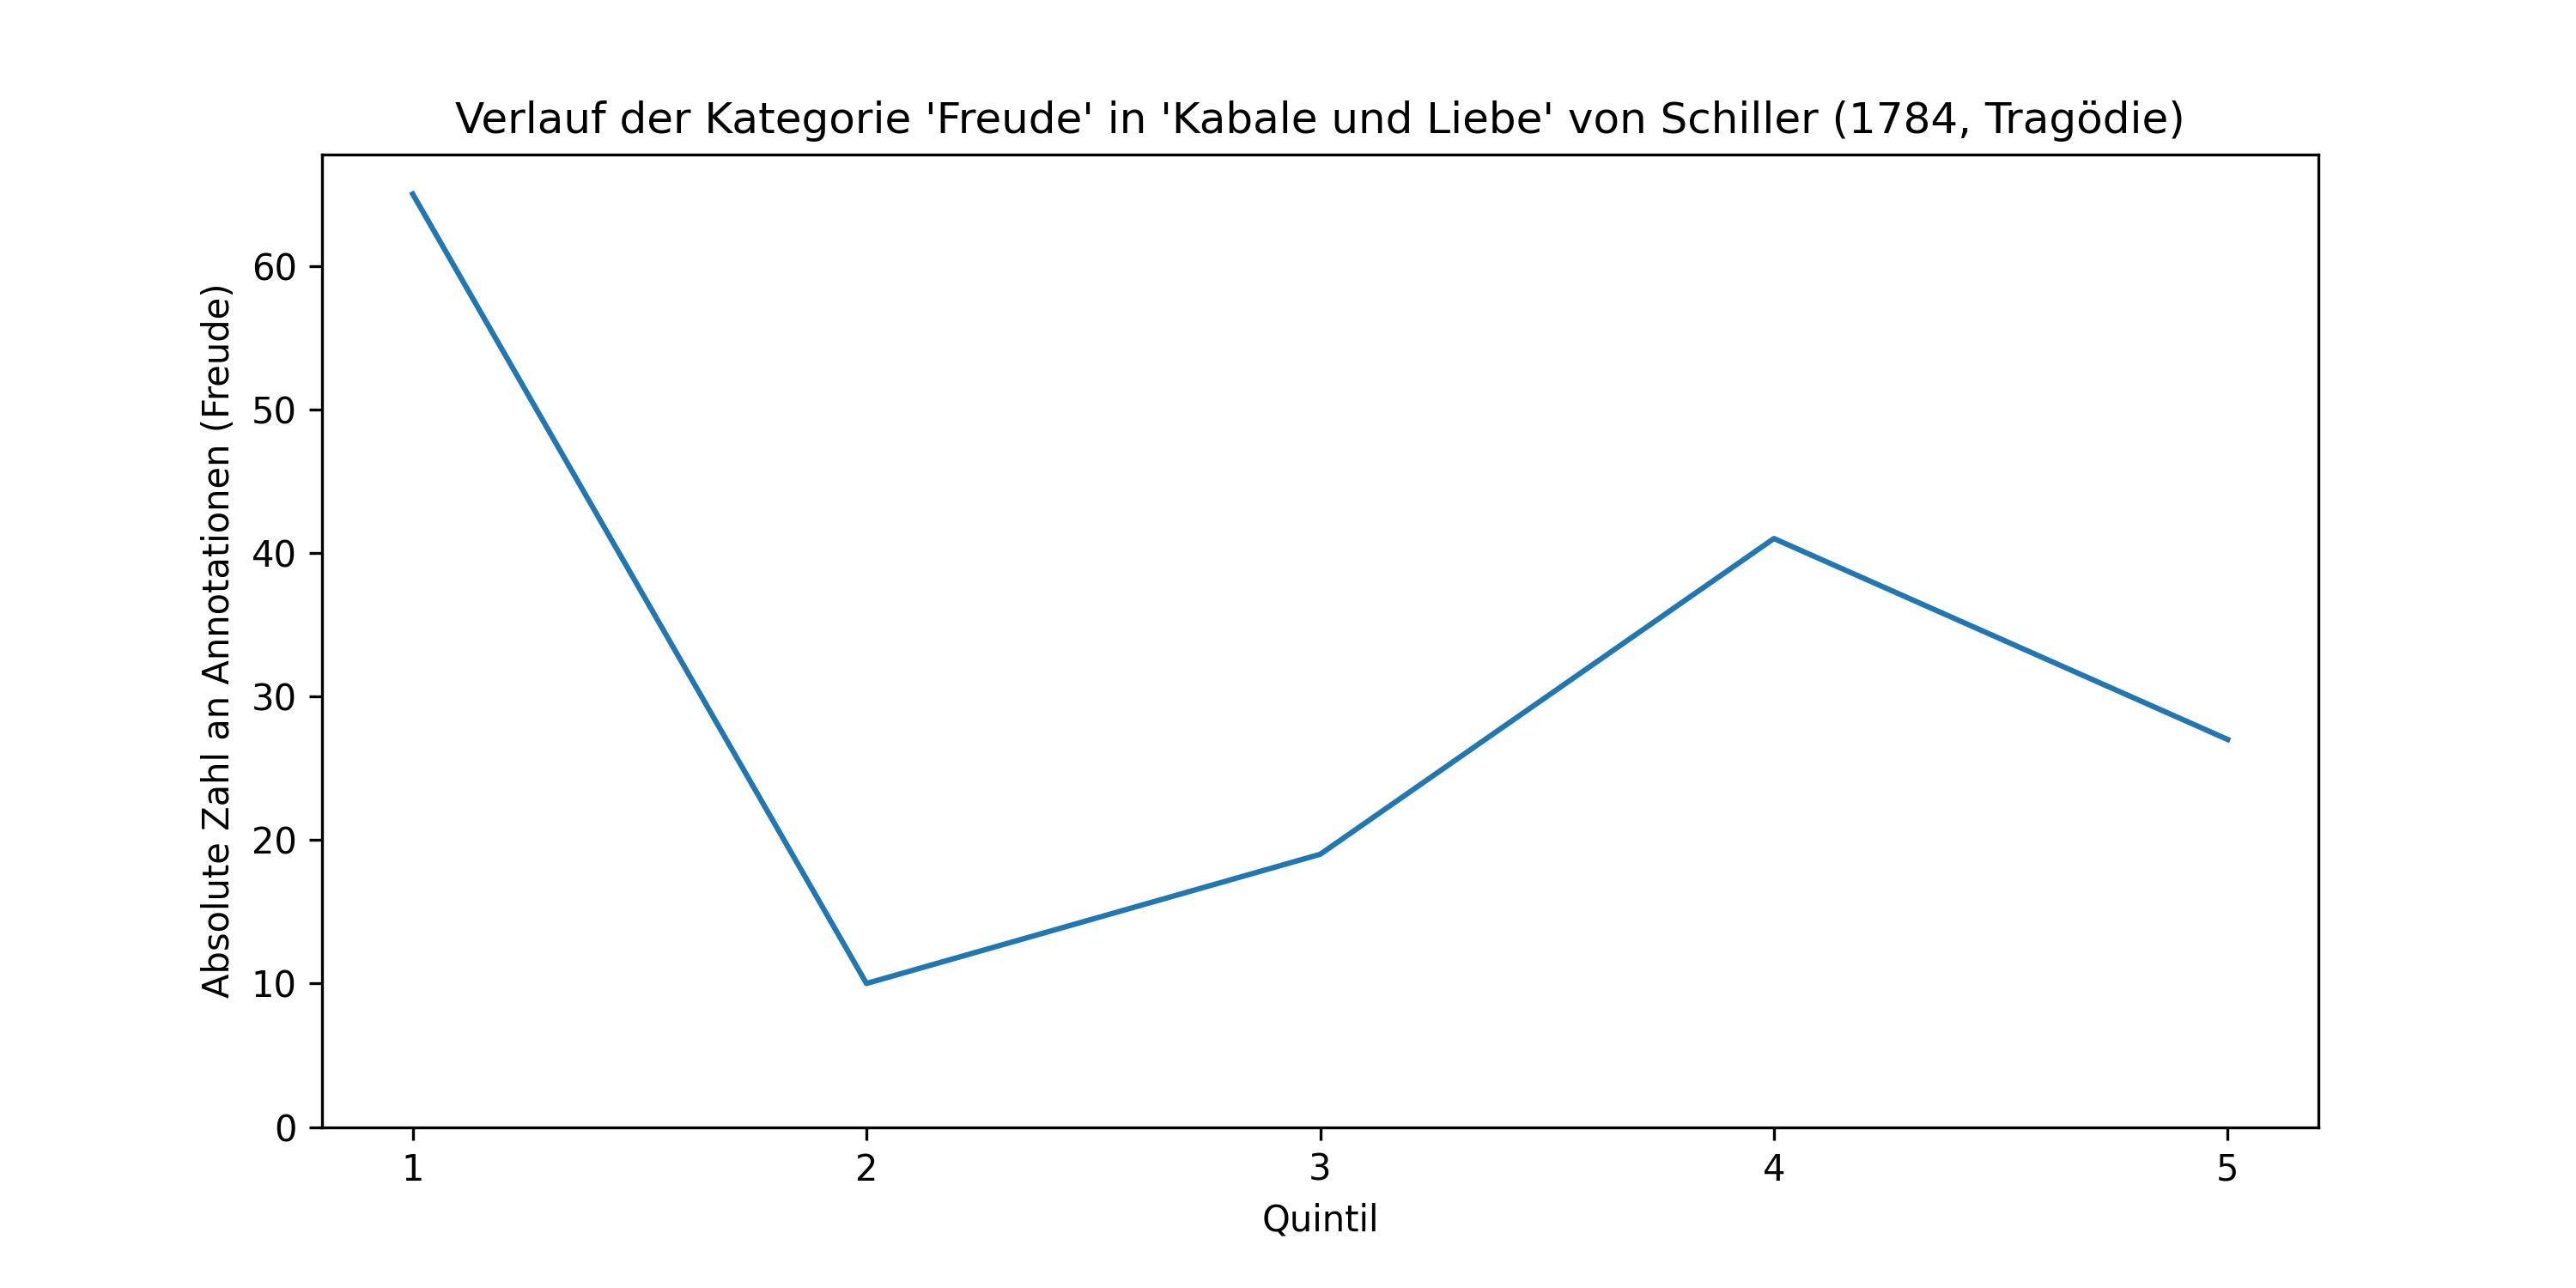 Verlauf der Kategorie 'Freude' in 'Kabale und Liebe' von Schiller (1784, Tragödie)
Absolute Zahl an Annotationen (Freude)
60
50
40
30
20
10
0
1 2 3 4 5
Quintil